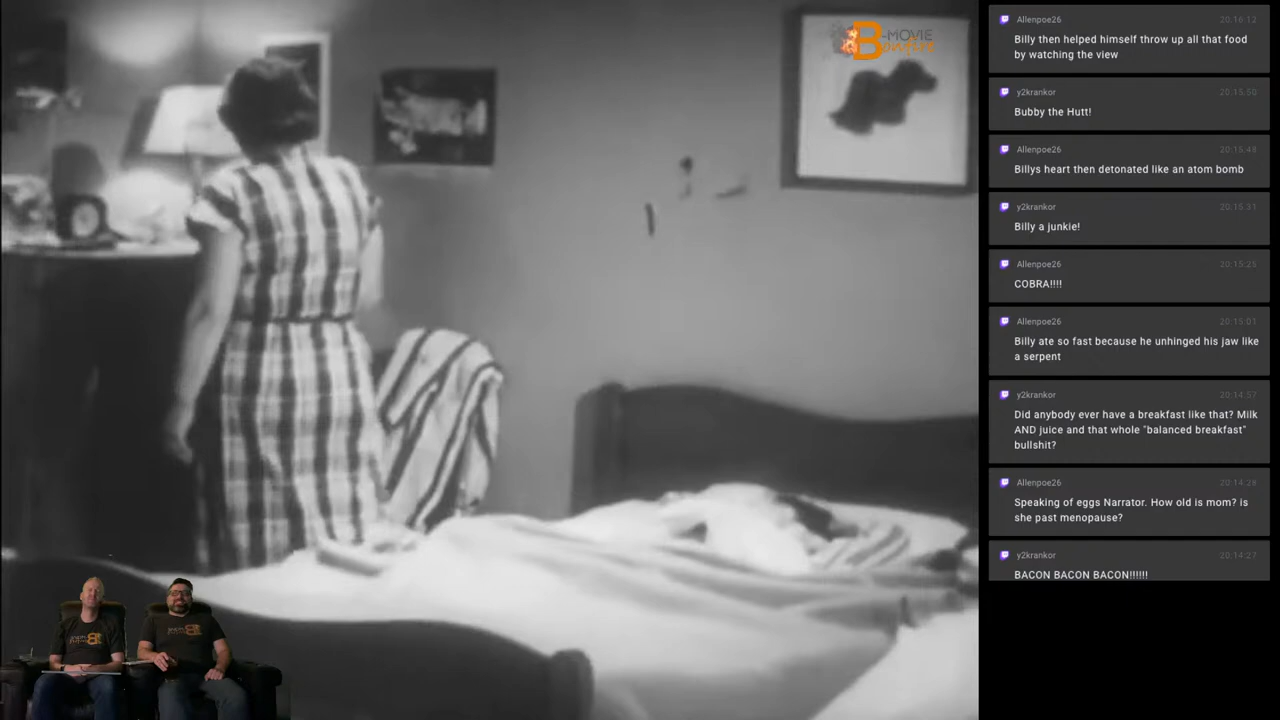 B-MOVIE
Bonfire
Allenpoe26
20:16:12
Billy then helped himself throw up all that food
by watching the view
y2krankor
20:15:50
Bubby the Hutt!
Allenpoe26
20:15:48
Billys heart then detonated like an atom bomb
y2krankor
20:15:31
Billy a junkie!
Allenpoe26
20:15:25
COBRA!!!!
Allenpoe26
20:15:01
Billy ate so fast because he unhinged his jaw like
a serpent
y2krankor
20:14:57
Did anybody ever have a breakfast like that? Milk
AND juice and that whole "balanced breakfast"
bullshit?
Allenpoe26
20:14:28
Speaking of eggs Narrator. How old is mom? is
she past menopause?
y2krankor
20:14:27
BACON BACON BACON!!!!!!